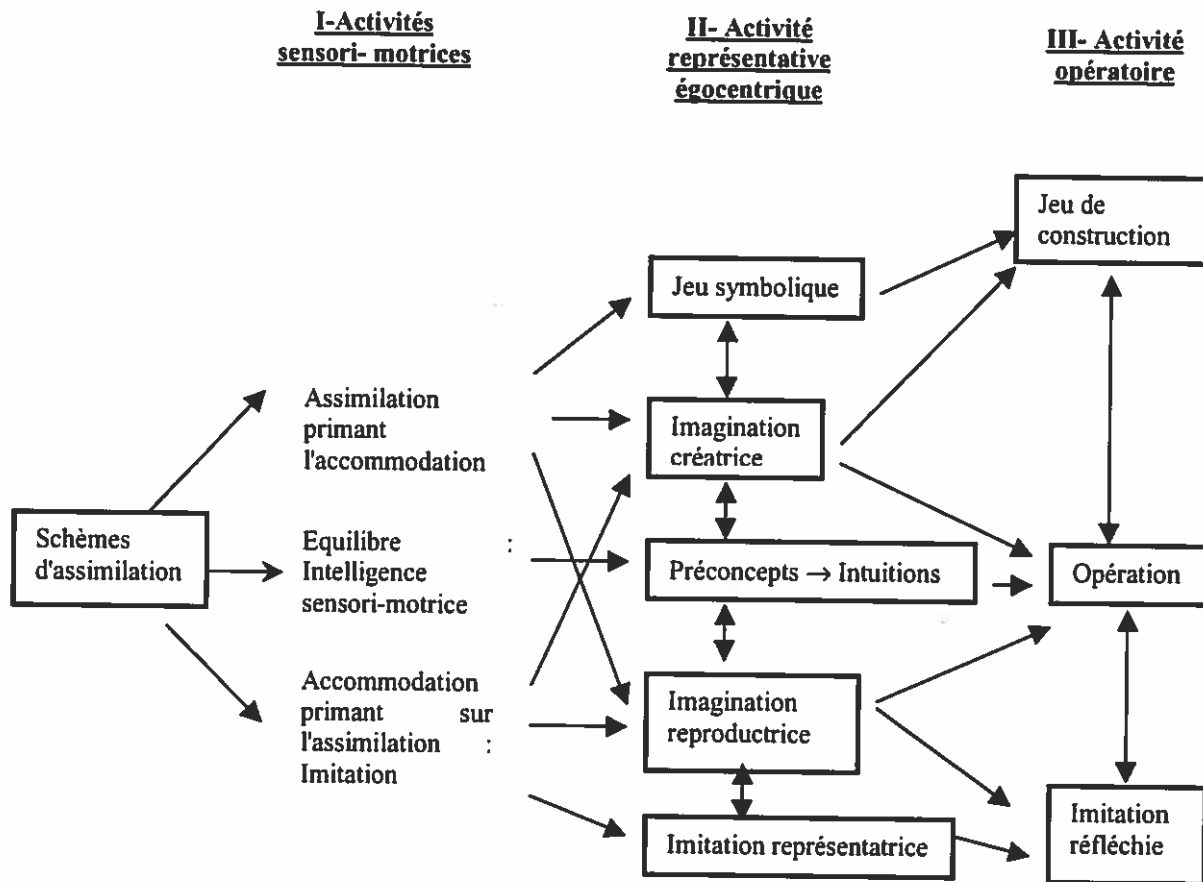 I-Activités
sensori- motrices
II- Activité
représentative
égocentrique
III- Activité
opératoire
Jeu de
construction
Jeu symbolique
Assimilation
primant
l'accommodation
Imagination
créatrice
Schèmes
d'assimilation
Equilibre :
Intelligence
sensori-motrice
Préconcepts → Intuitions
Opération
Accommodation
primant sur
l'assimilation :
Imitation
Imagination
reproductrice
Imitation représentatrice
Imitation
réfléchie